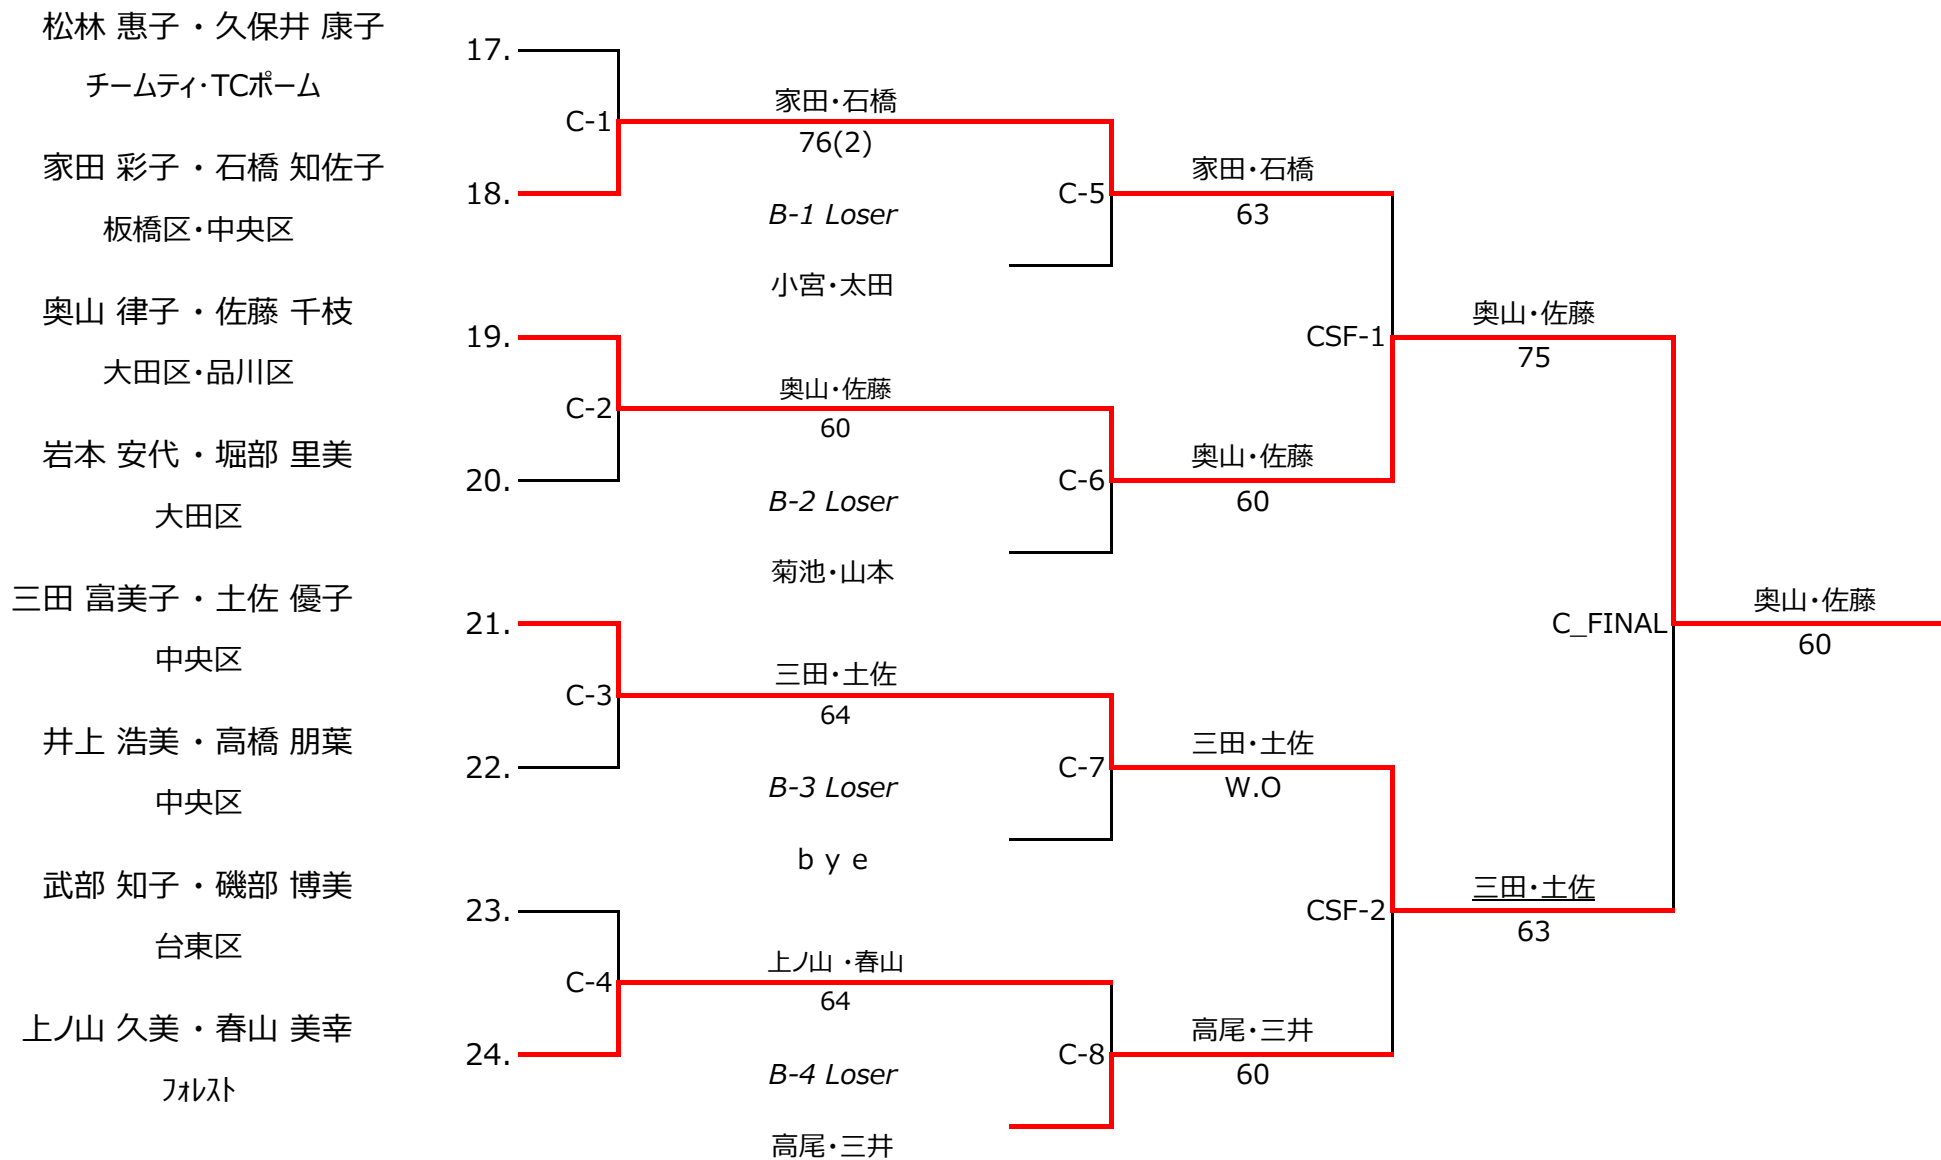 松林 惠子 ・ 久保井 康子
チームティ・TCポーム
17.
C-1
家田・石橋
76(2)
家田 彩子 ・ 石橋 知佐子
板橋区・中央区
18.
B-1 Loser
小宮・太田
C-5
家田・石橋
63
奥山 律子 ・ 佐藤 千枝
大田区・品川区
19.
C-2
奥山・佐藤
60
CSF-1
奥山・佐藤
75
岩本 安代 ・ 堀部 里美
大田区
20.
B-2 Loser
菊池・山本
C-6
奥山・佐藤
60
三田 富美子 ・ 土佐 優子
中央区
21.
C-3
三田・土佐
64
C_FINAL
奥山・佐藤
60
井上 浩美 ・ 高橋 朋葉
中央区
22.
B-3 Loser
ｂｙｅ
C-7
三田・土佐
W.O
武部 知子 ・ 磯部 博美
台東区
23.
C-4
上ノ山 ・春山
64
CSF-2
三田・土佐
63
上ノ山 久美 ・ 春山 美幸
フォレスト
24.
B-4 Loser
高尾・三井
C-8
高尾・三井
60